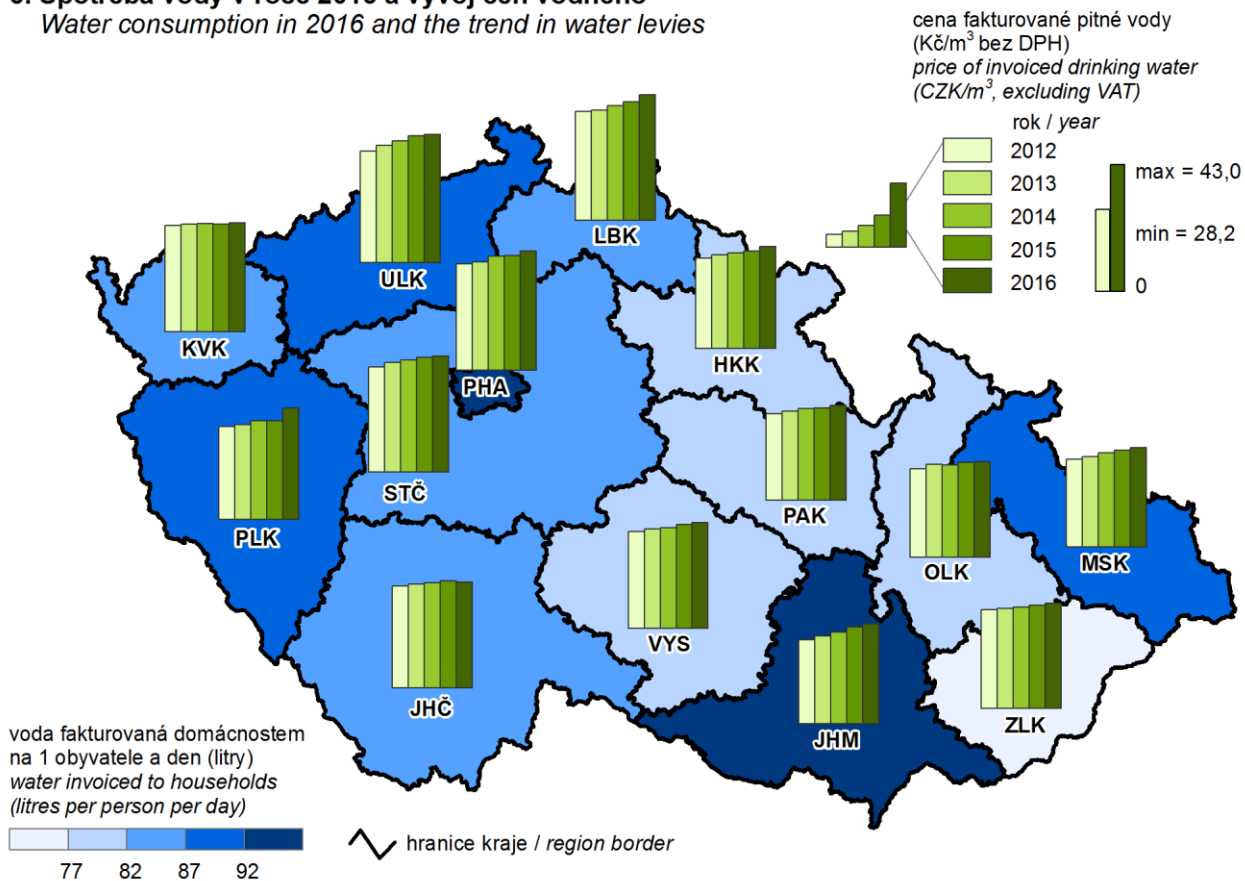 Water consumption in 2016 and the trend in water levies
cena fakturované pitné vody
(Kč/m³ bez DPH)
price of invoiced drinking water
(CZK/m³, excluding VAT)
rok / year
2012
2013
2014
2015
2016
max = 43,0
min = 28,2
0
LBK
ULK
KVK
HKK
PHA
STČ
PAK
PLK
OLK
MSK
VYS
JHČ
JHM
ZLK
voda fakturovaná domácnostem
na 1 obyvatele a den (litry)
water invoiced to households
(litres per person per day)
77 82 87 92
hranice kraje / region border